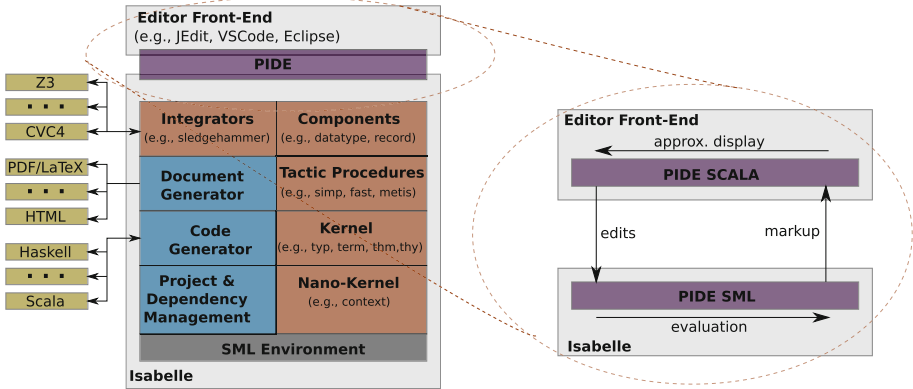 Editor Front-End
(e.g., JEdit, VSCode, Eclipse)
PIDE
Z3
...
CVC4
PDF/LaTeX
...
HTML
Haskell
...
Scala
Integrators
(e.g., sledgehammer)
Components
(e.g., datatype, record)
Document
Generator
Tactic Procedures
(e.g., simp, fast, metis)
Code
Generator
Kernel
(e.g., typ, term, thm,thy)
Project &
Dependency
Management
Nano-Kernel
(e.g., context)
SML Environment
Isabelle
Editor Front-End
approx. display
PIDE SCALA
edits
markup
PIDE SML
evaluation
Isabelle